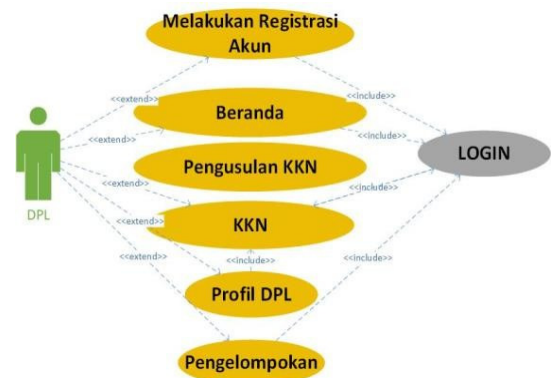 Melakukan Registrasi
Akun
<<extend>>
<<include>>
Beranda
<<extend>>
<<include>>
Pengusulan KKN
LOGIN
DPL
<<extend>>
<<include>>
KKN
<<extend>>
<<extend>>
<<include>>
<<include>>
Profil DPL
Pengelompokan